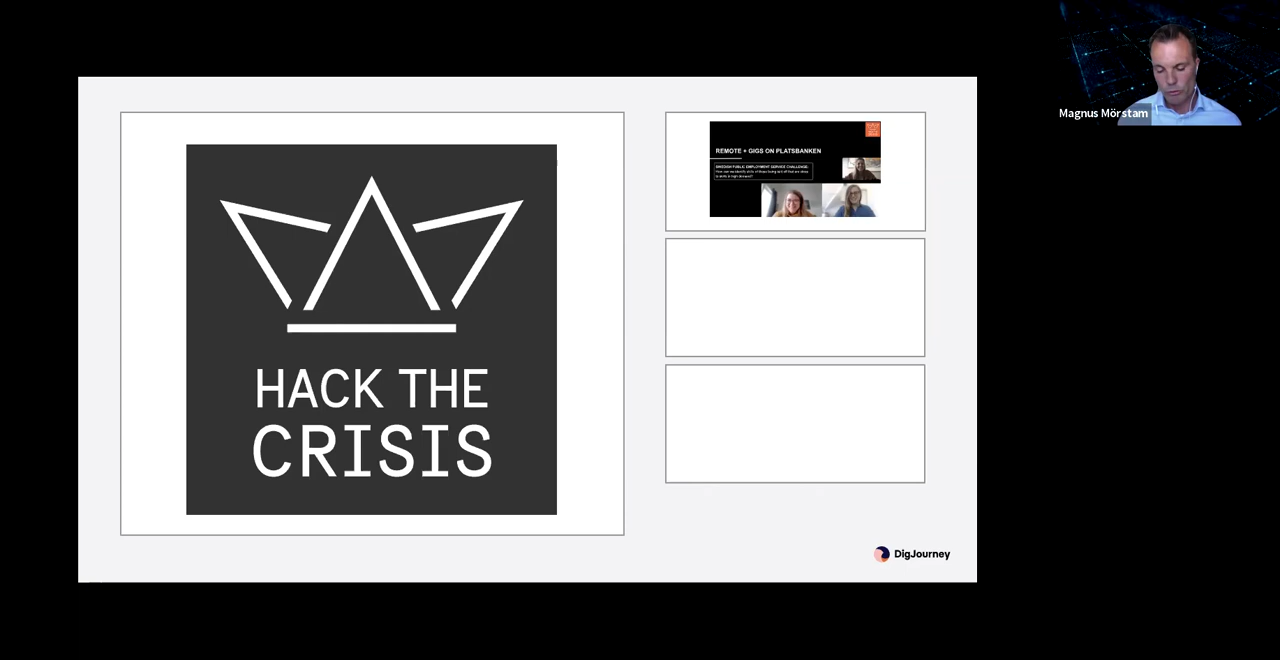 HACK THE
CRISIS
REMOTE + GIGS ON PLATSBANKEN
SWEDISH PUBLIC EMPLOYMENT SERVICE CHALLENGE:
Magnus Mörstam
DigJourney